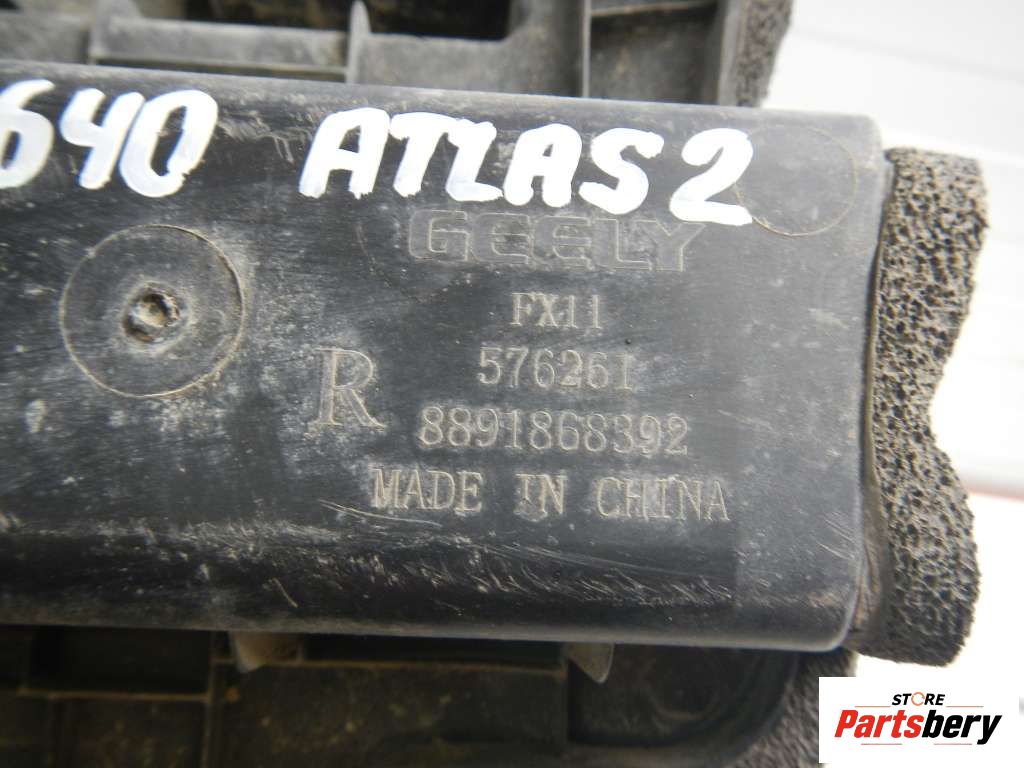 640 ATLAS 2
GEELY
FX11
576261
R
8891868392
MADE IN CHINA
STORE
Partsbery